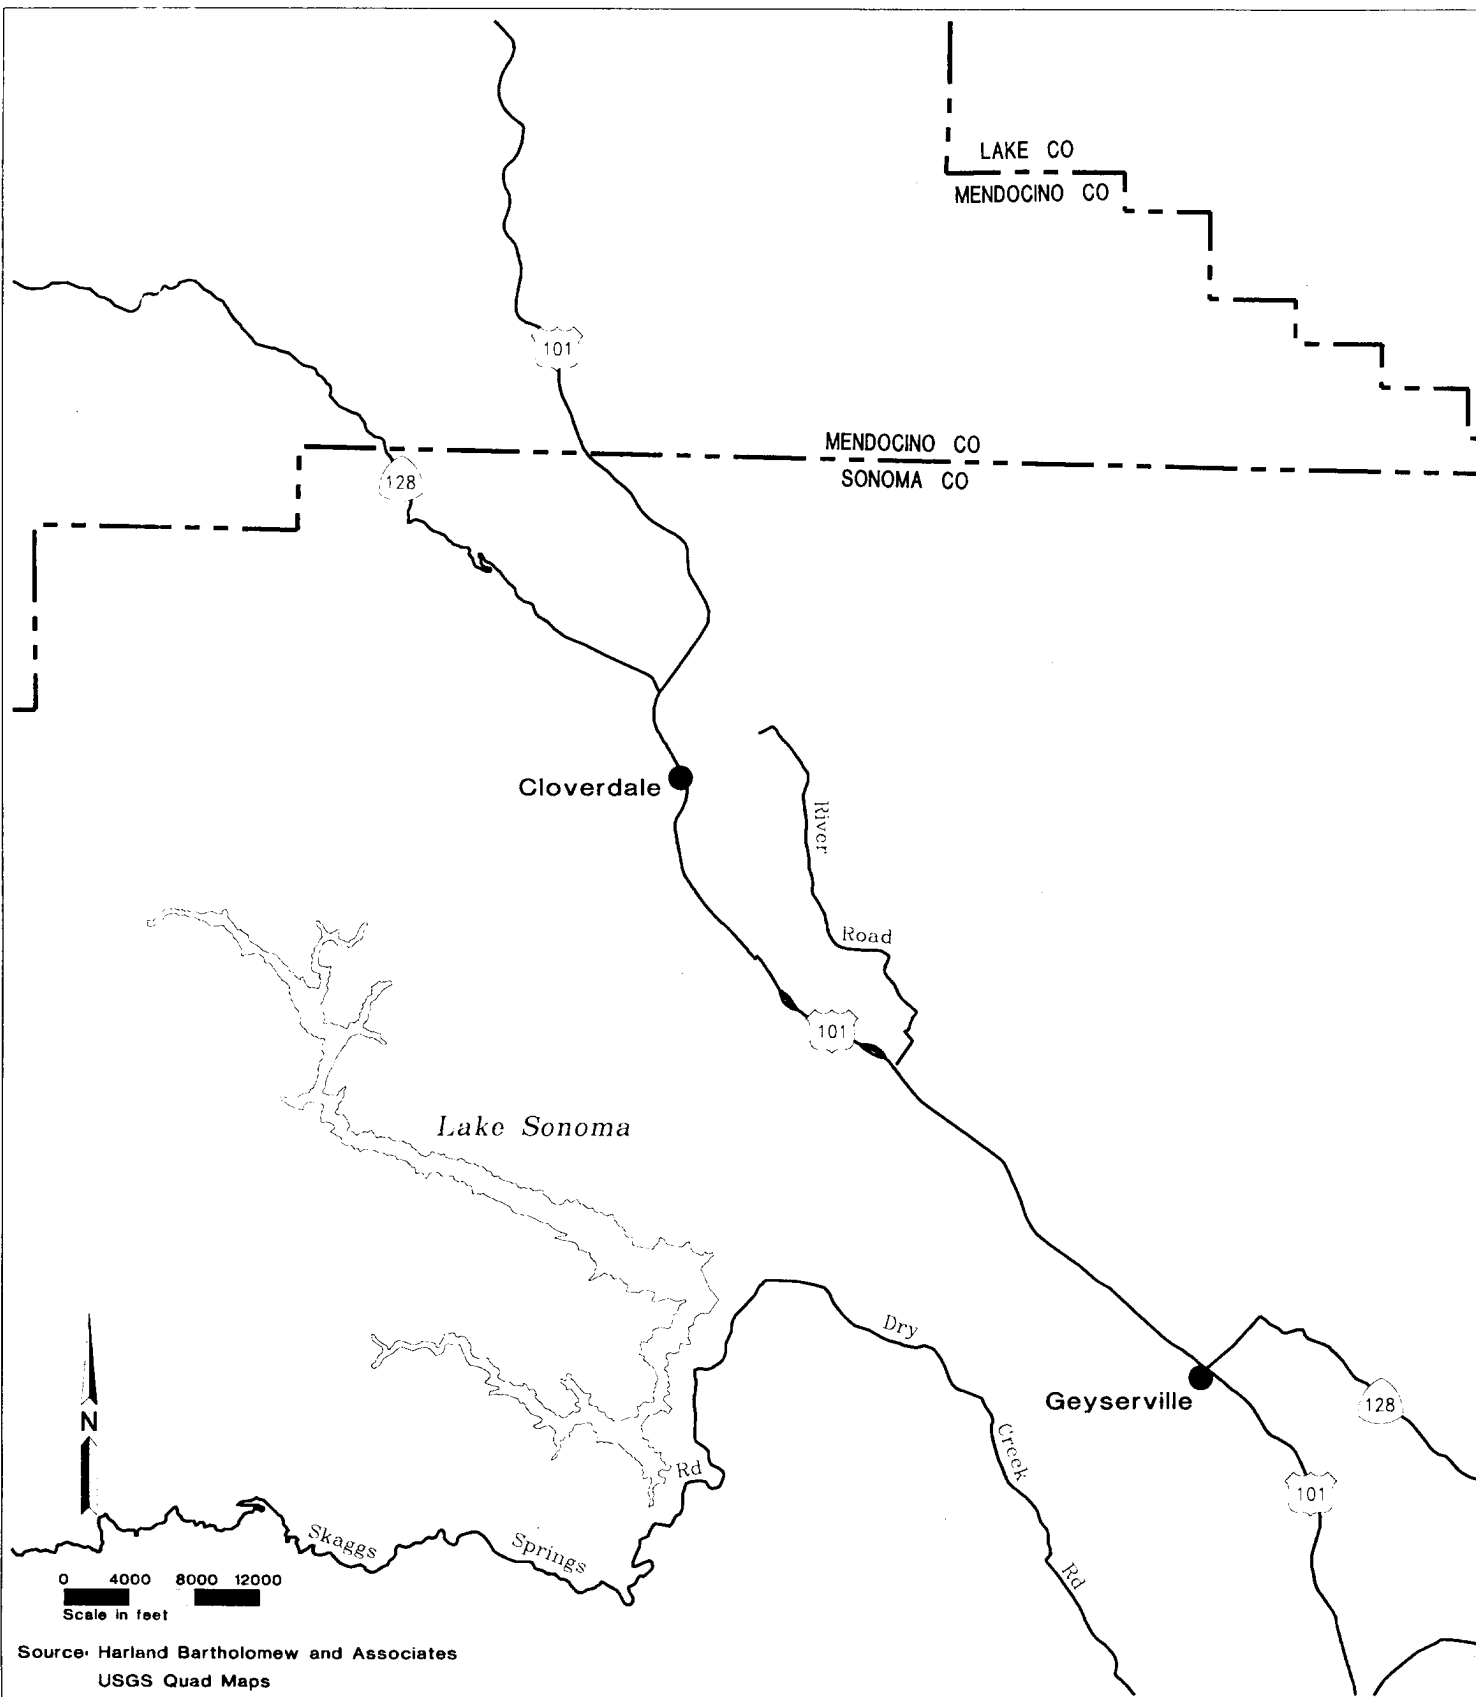 LAKE CO
MENDOCINO CO
101
MENDOCINO CO
SONOMA CO
128
Cloverdale
River
Road
101
Lake Sonoma
Dry
Creek
Rd
Geyserville
128
101
N
Rd
Skaggs
Springs
0 4000 8000 12000
Scale in feet
Source: Harland Bartholomew and Associates
USGS Quad Maps